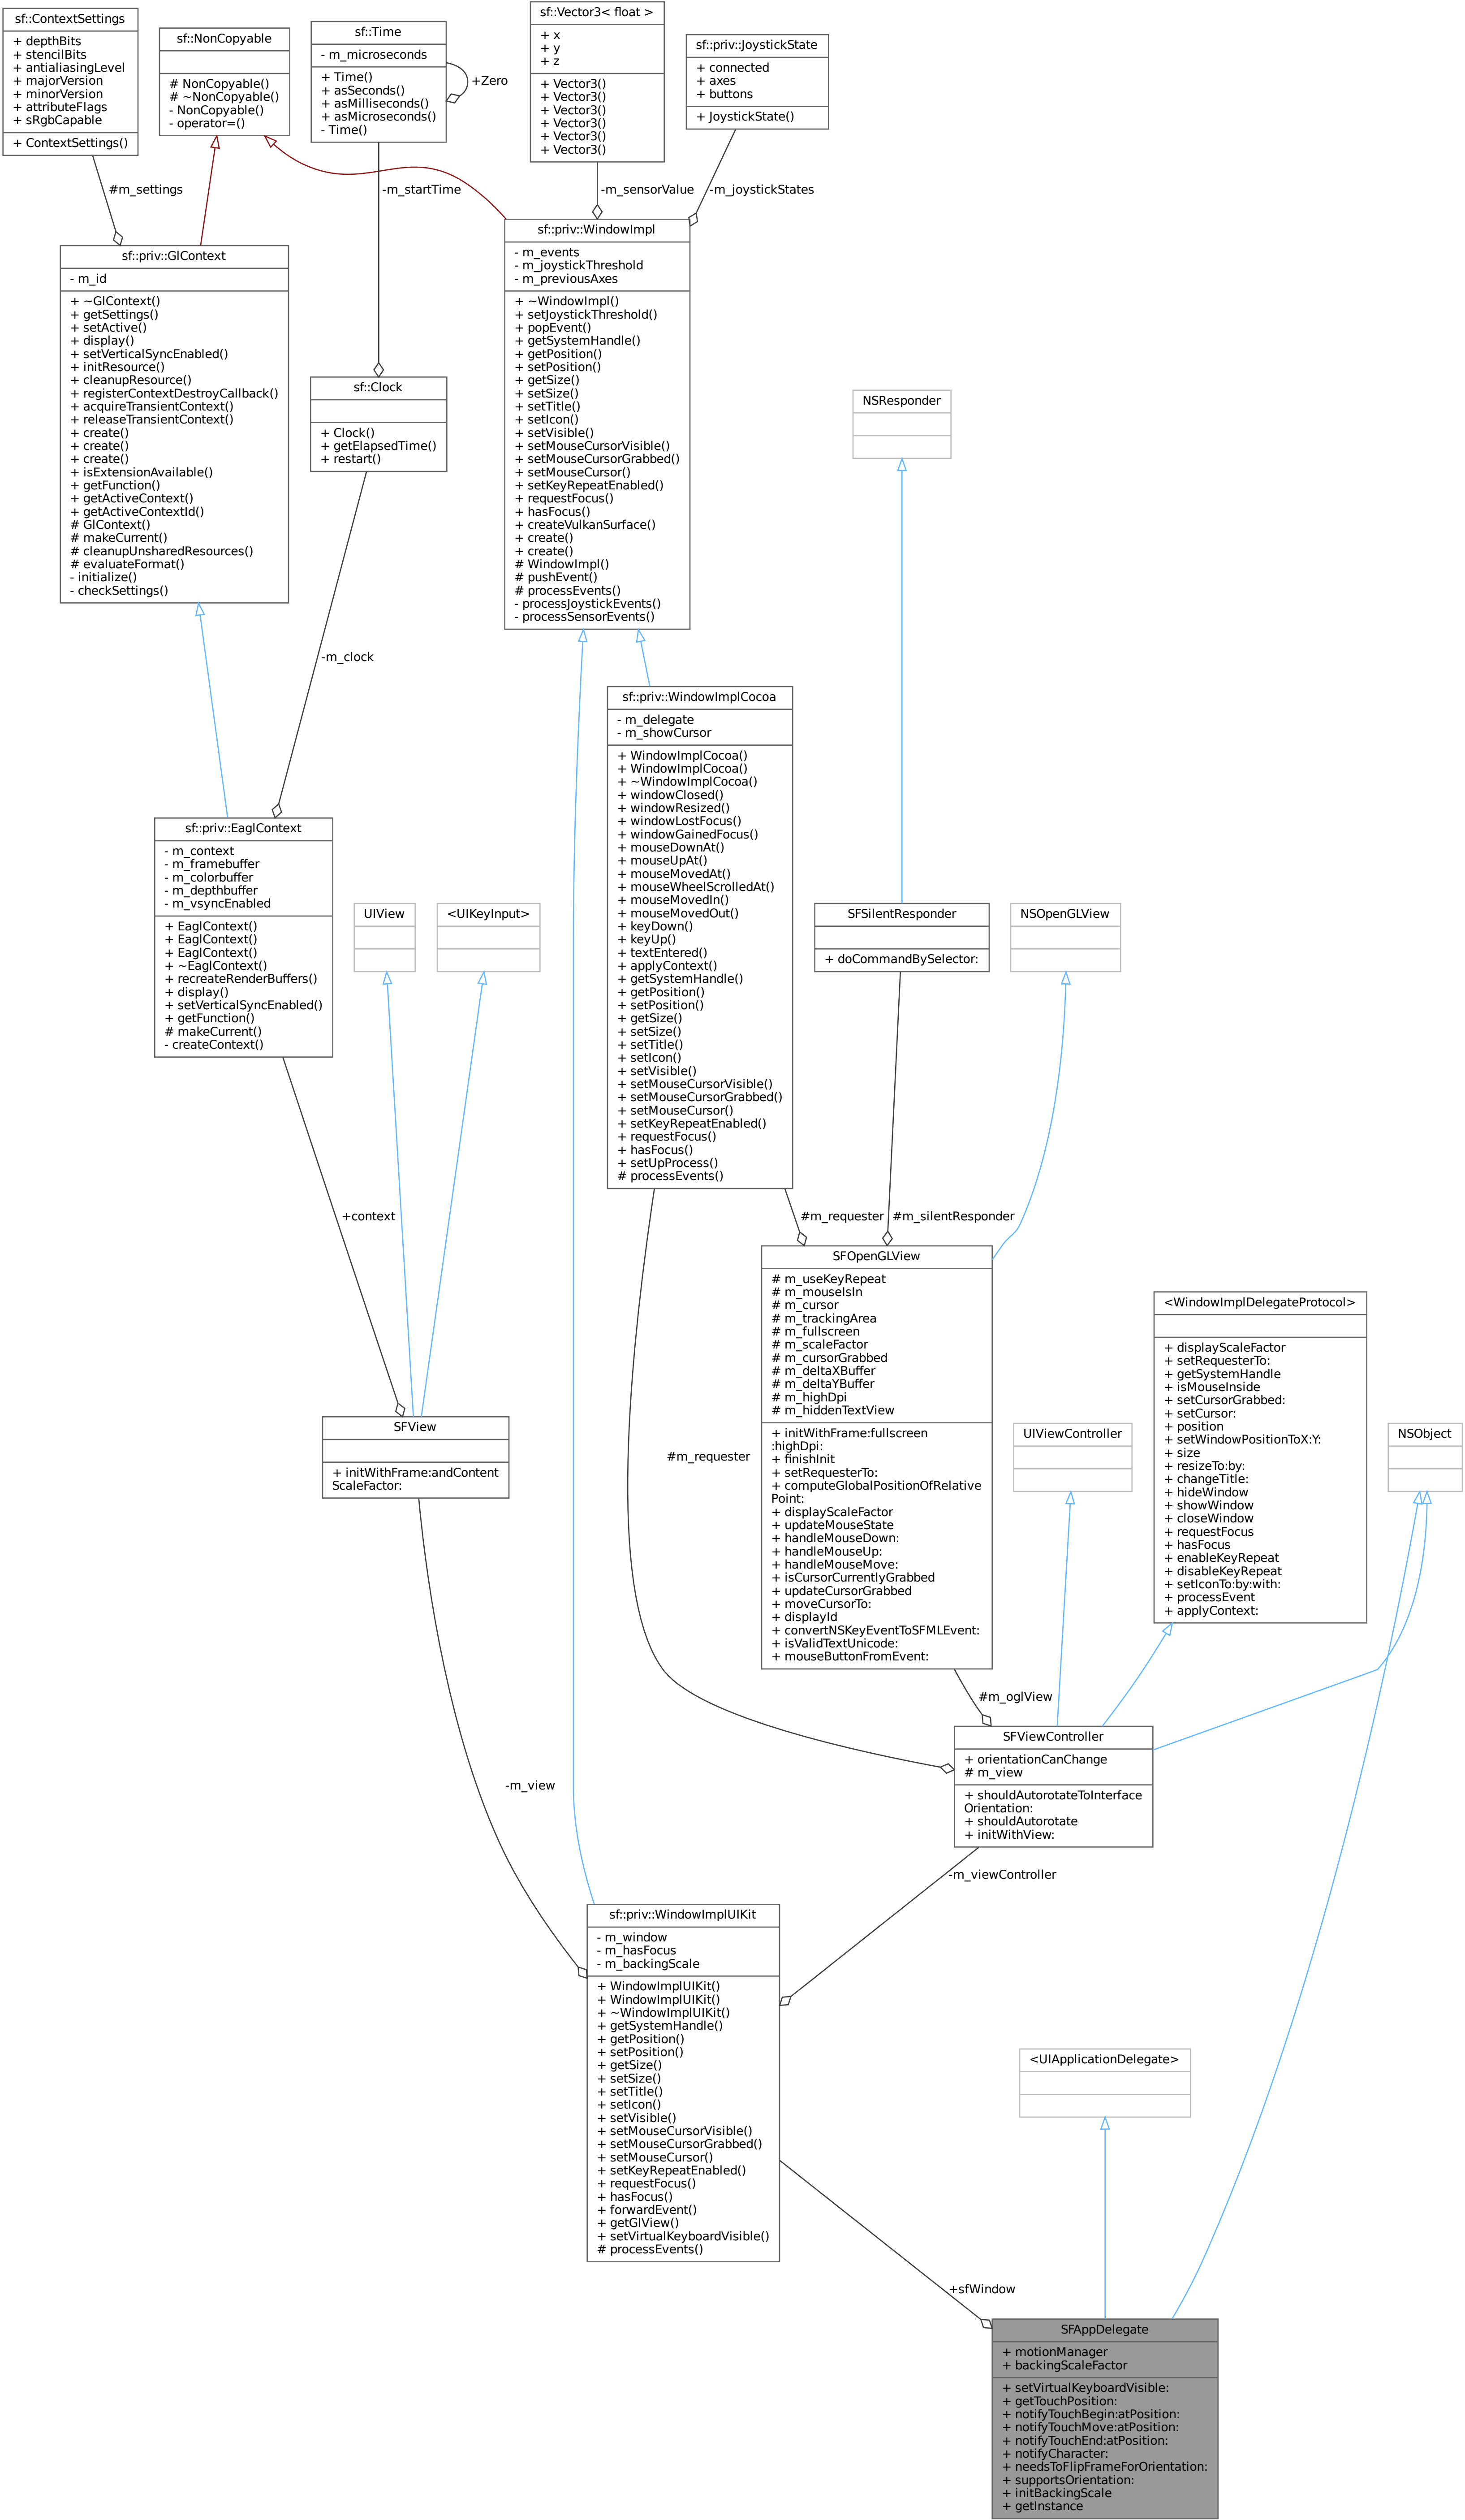 sf::ContextSettings
+ depthBits
+ stencilBits
+ antialiasingLevel
+ majorVersion
+ minorVersion
+ attributeFlags
+ sRgbCapable
+ ContextSettings()
sf::NonCopyable
# NonCopyable()
# ~NonCopyable()
- NonCopyable()
- operator=()
sf::Time
- m_microseconds
+ Time()
+ asSeconds()
+ asMilliseconds()
+ asMicroseconds()
- Time()
+Zero
sf::Vector3< float >
+ x
+ y
+ z
+ Vector3()
+ Vector3()
+ Vector3()
+ Vector3()
+ Vector3()
+ Vector3()
sf::priv::JoystickState
+ connected
+ axes
+ buttons
+ JoystickState()
#m_settings
-m_startTime
-m_sensorValue
-m_joystickStates
sf::priv::GlContext
- m_id
+ ~GlContext()
+ getSettings()
+ setActive()
+ display()
+ setVerticalSyncEnabled()
+ initResource()
+ cleanupResource()
+ registerContextDestroyCallback()
+ acquireTransientContext()
+ releaseTransientContext()
+ create()
+ create()
+ create()
+ isExtensionAvailable()
+ getFunction()
+ getActiveContext()
+ getActiveContextId()
# GlContext()
# makeCurrent()
# cleanupUnsharedResources()
# evaluateFormat()
- initialize()
- checkSettings()
sf::Clock
+ Clock()
+ getElapsedTime()
+ restart()
sf::priv::WindowImpl
- m_events
- m_joystickThreshold
- m_previousAxes
+ ~WindowImpl()
+ setJoystickThreshold()
+ popEvent()
+ getSystemHandle()
+ getPosition()
+ setPosition()
+ getSize()
+ setSize()
+ setTitle()
+ setIcon()
+ setVisible()
+ setMouseCursorVisible()
+ setMouseCursorGrabbed()
+ setMouseCursor()
+ setKeyRepeatEnabled()
+ requestFocus()
+ hasFocus()
+ createVulkanSurface()
+ create()
+ create()
# WindowImpl()
# pushEvent()
# processEvents()
- processJoystickEvents()
- processSensorEvents()
NSResponder
-m_clock
sf::priv::WindowImplCocoa
- m_delegate
- m_showCursor
+ WindowImplCocoa()
+ WindowImplCocoa()
+ ~WindowImplCocoa()
+ windowClosed()
+ windowResized()
+ windowLostFocus()
+ windowGainedFocus()
+ mouseDownAt()
+ mouseUpAt()
+ mouseMovedAt()
+ mouseWheelScrolledAt()
+ mouseMovedIn()
+ mouseMovedOut()
+ keyDown()
+ keyUp()
+ textEntered()
+ applyContext()
+ getSystemHandle()
+ getPosition()
+ setPosition()
+ getSize()
+ setSize()
+ setTitle()
+ setIcon()
+ setVisible()
+ setMouseCursorVisible()
+ setMouseCursorGrabbed()
+ setMouseCursor()
+ setKeyRepeatEnabled()
+ requestFocus()
+ hasFocus()
+ setUpProcess()
# processEvents()
sf::priv::EaglContext
- m_context
- m_framebuffer
- m_colorbuffer
- m_depthbuffer
- m_vsyncEnabled
+ EaglContext()
+ EaglContext()
+ EaglContext()
+ ~EaglContext()
+ recreateRenderBuffers()
+ display()
+ setVerticalSyncEnabled()
+ getFunction()
# makeCurrent()
- createContext()
UIView
<UIKeyInput>
SFSilentResponder
+ doCommandBySelector:
NSOpenGLView
+context
#m_requester
#m_silentResponder
SFOpenGLView
# m_useKeyRepeat
# m_mouseIsIn
# m_cursor
# m_trackingArea
# m_fullscreen
# m_scaleFactor
# m_cursorGrabbed
# m_deltaXBuffer
# m_deltaYBuffer
# m_highDpi
# m_hiddenTextView
+ initWithFrame:fullscreen
:highDpi:
+ finishInit
+ setRequesterTo:
+ computeGlobalPositionOfRelative
Point:
+ displayScaleFactor
+ updateMouseState
+ handleMouseDown:
+ handleMouseUp:
+ handleMouseMove:
+ isCursorCurrentlyGrabbed
+ updateCursorGrabbed
+ moveCursorTo:
+ displayId
+ convertNSKeyEventToSFMLEvent:
+ isValidTextUnicode:
+ mouseButtonFromEvent:
<WindowImplDelegateProtocol>
+ displayScaleFactor
+ setRequesterTo:
+ getSystemHandle
+ isMouseInside
+ setCursorGrabbed:
+ setCursor:
+ position
+ setWindowPositionToX:Y:
+ size
+ resizeTo:by:
+ changeTitle:
+ hideWindow
+ showWindow
+ closeWindow
+ requestFocus
+ hasFocus
+ enableKeyRepeat
+ disableKeyRepeat
+ setIconTo:by:with:
+ processEvent
+ applyContext:
SFView
+ initWithFrame:andContent
ScaleFactor:
#m_requester
UIViewController
NSObject
#m_oglView
SFViewController
+ orientationCanChange
# m_view
+ shouldAutorotateToInterface
Orientation:
+ shouldAutorotate
+ initWithView:
-m_view
-m_viewController
sf::priv::WindowImplUIKit
- m_window
- m_hasFocus
- m_backingScale
+ WindowImplUIKit()
+ WindowImplUIKit()
+ ~WindowImplUIKit()
+ getSystemHandle()
+ getPosition()
+ setPosition()
+ getSize()
+ setSize()
+ setTitle()
+ setIcon()
+ setVisible()
+ setMouseCursorVisible()
+ setMouseCursorGrabbed()
+ setMouseCursor()
+ setKeyRepeatEnabled()
+ requestFocus()
+ hasFocus()
+ forwardEvent()
+ getGlView()
+ setVirtualKeyboardVisible()
# processEvents()
<UIApplicationDelegate>
+sfWindow
SFAppDelegate
+ motionManager
+ backingScaleFactor
+ setVirtualKeyboardVisible:
+ getTouchPosition:
+ notifyTouchBegin:atPosition:
+ notifyTouchMove:atPosition:
+ notifyTouchEnd:atPosition:
+ notifyCharacter:
+ needsToFlipFrameForOrientation:
+ supportsOrientation:
+ initBackingScale
+ getInstance